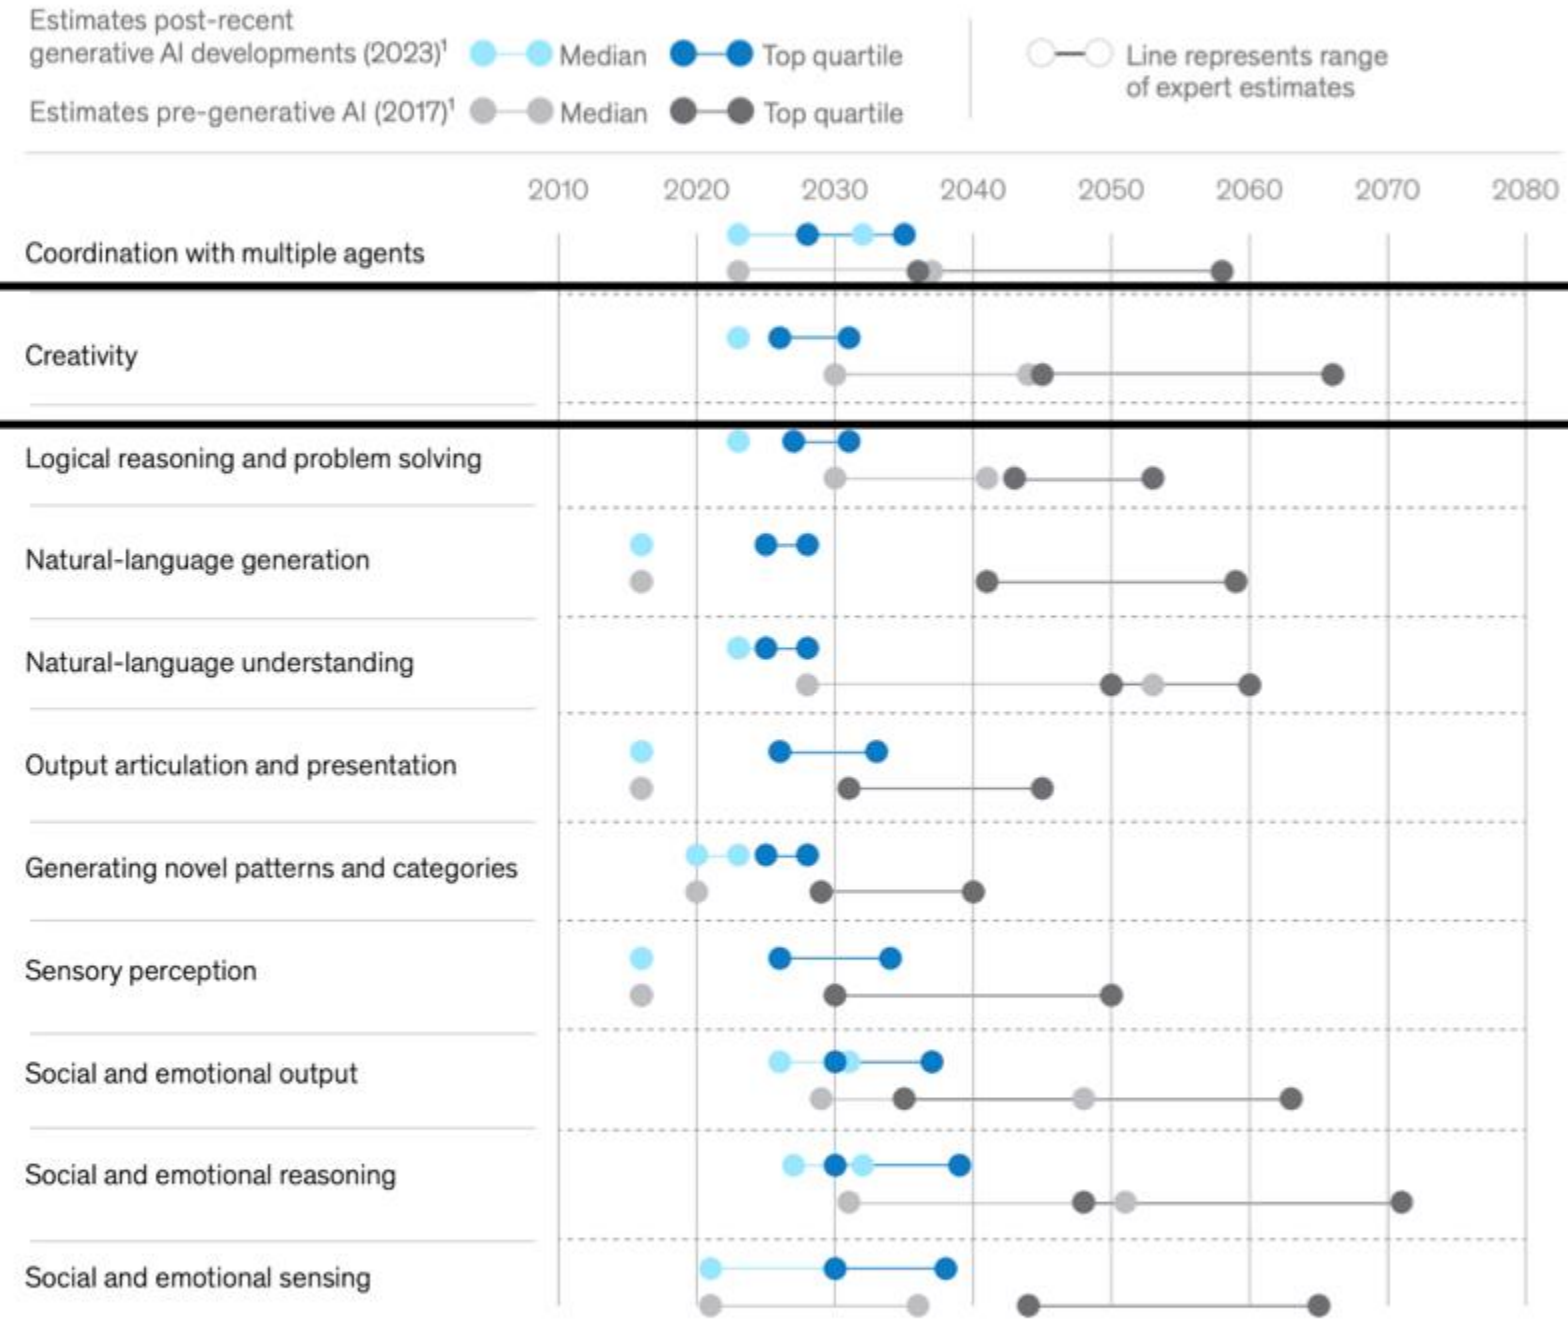 Estimates post-recent
generative AI developments (2023)¹ Median Top quartile
Line represents range
of expert estimates
Estimates pre-generative AI (2017)¹ Median Top quartile
2010 2020 2030 2040 2050 2060 2070 2080
Coordination with multiple agents
Creativity
Logical reasoning and problem solving
Natural-language generation
Natural-language understanding
Output articulation and presentation
Generating novel patterns and categories
Sensory perception
Social and emotional output
Social and emotional reasoning
Social and emotional sensing